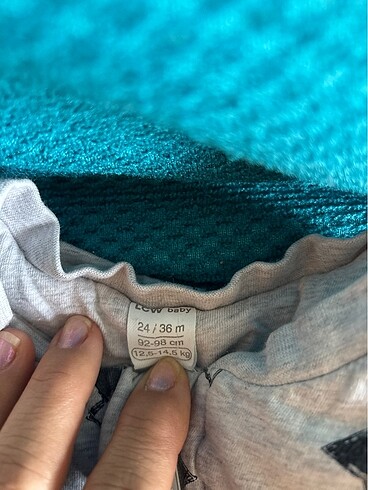 LCW baby
24 / 36 m
92-98 cm
12,5-14,5 kg